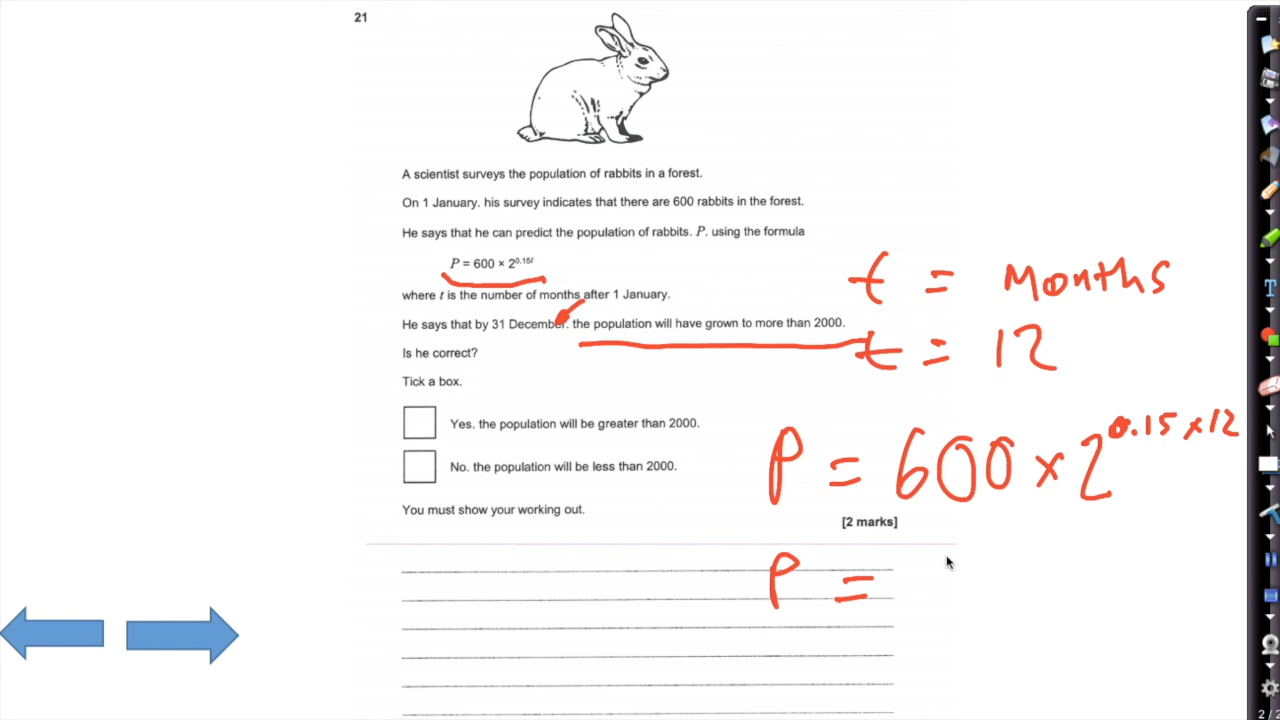 21
A scientist surveys the population of rabbits in a forest.
On 1 January. his survey indicates that there are 600 rabbits in the forest.
He says that he can predict the population of rabbits. P. using the formula
P = 600 × 2^0.15t
where t is the number of months after 1 January.
He says that by 31 December. the population will have grown to more than 2000.
Is he correct?
Tick a box.
Yes. the population will be greater than 2000.
No. the population will be less than 2000.
You must show your working out.
[2 marks]
t = Months
t = 12
P = 600 × 2^0.15×12
P =
2 / 2